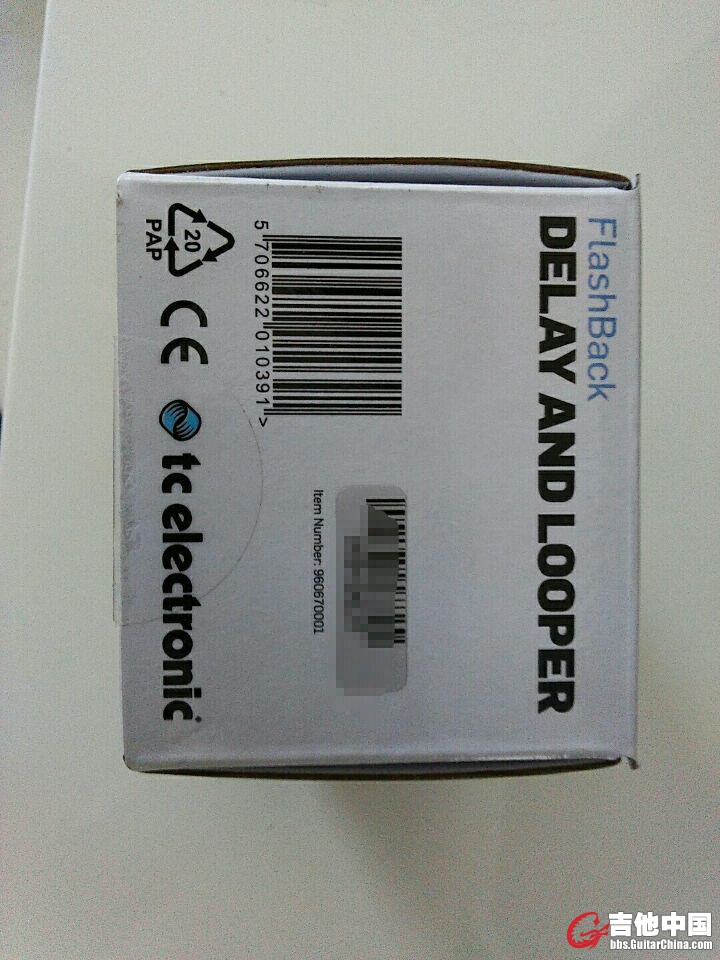 FlashBack
DELAY AND LOOPER
5 706622 010391 >
Item Number: 960670001
20
PAP
CE
tc electronic
吉他中国
bbs.GuitarChina.com